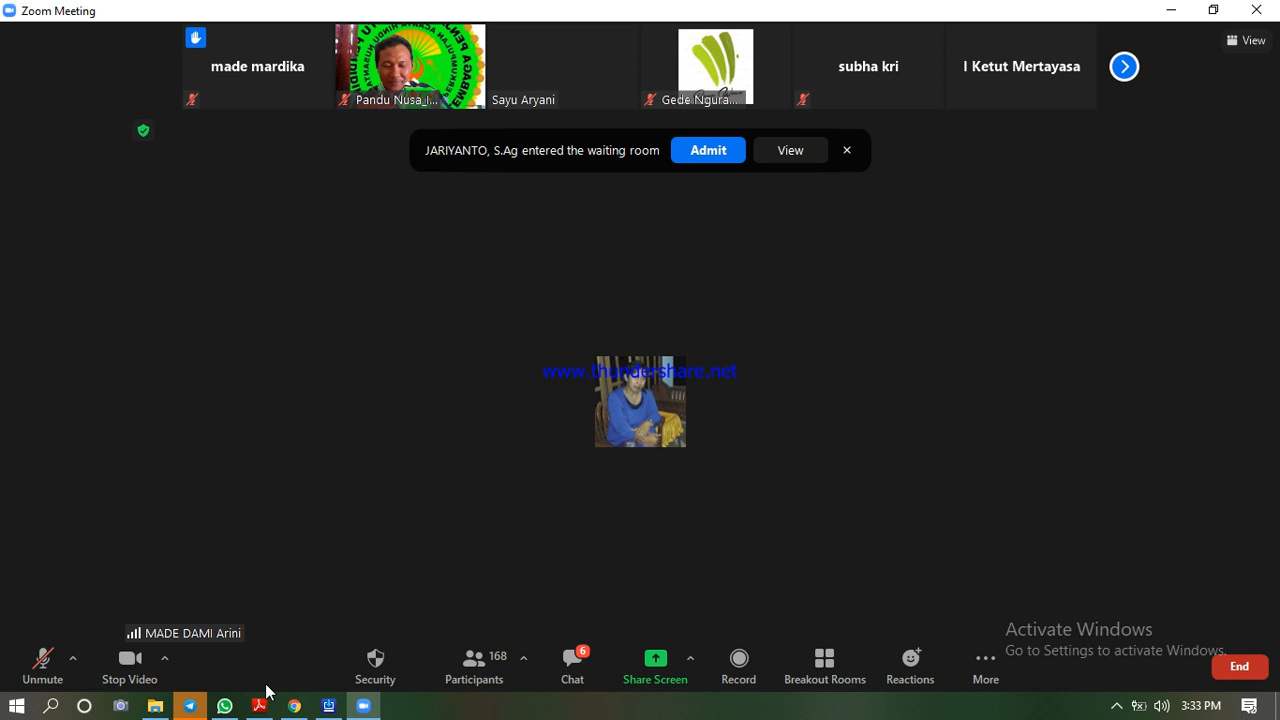 Zoom Meeting
View
made mardika
Pandu Nusa_I...
Sayu Aryani
Gede Ngura...
subha kri
I Ketut Mertayasa
JARIYANTO, S.Ag entered the waiting room
Admit
View
www.thundershare.net
MADE DAMI Arini
Activate Windows
Go to Settings to activate Windows.
Unmute
Stop Video
Security
168
Participants
6
Chat
Share Screen
Record
Breakout Rooms
Reactions
More
End
3:33 PM